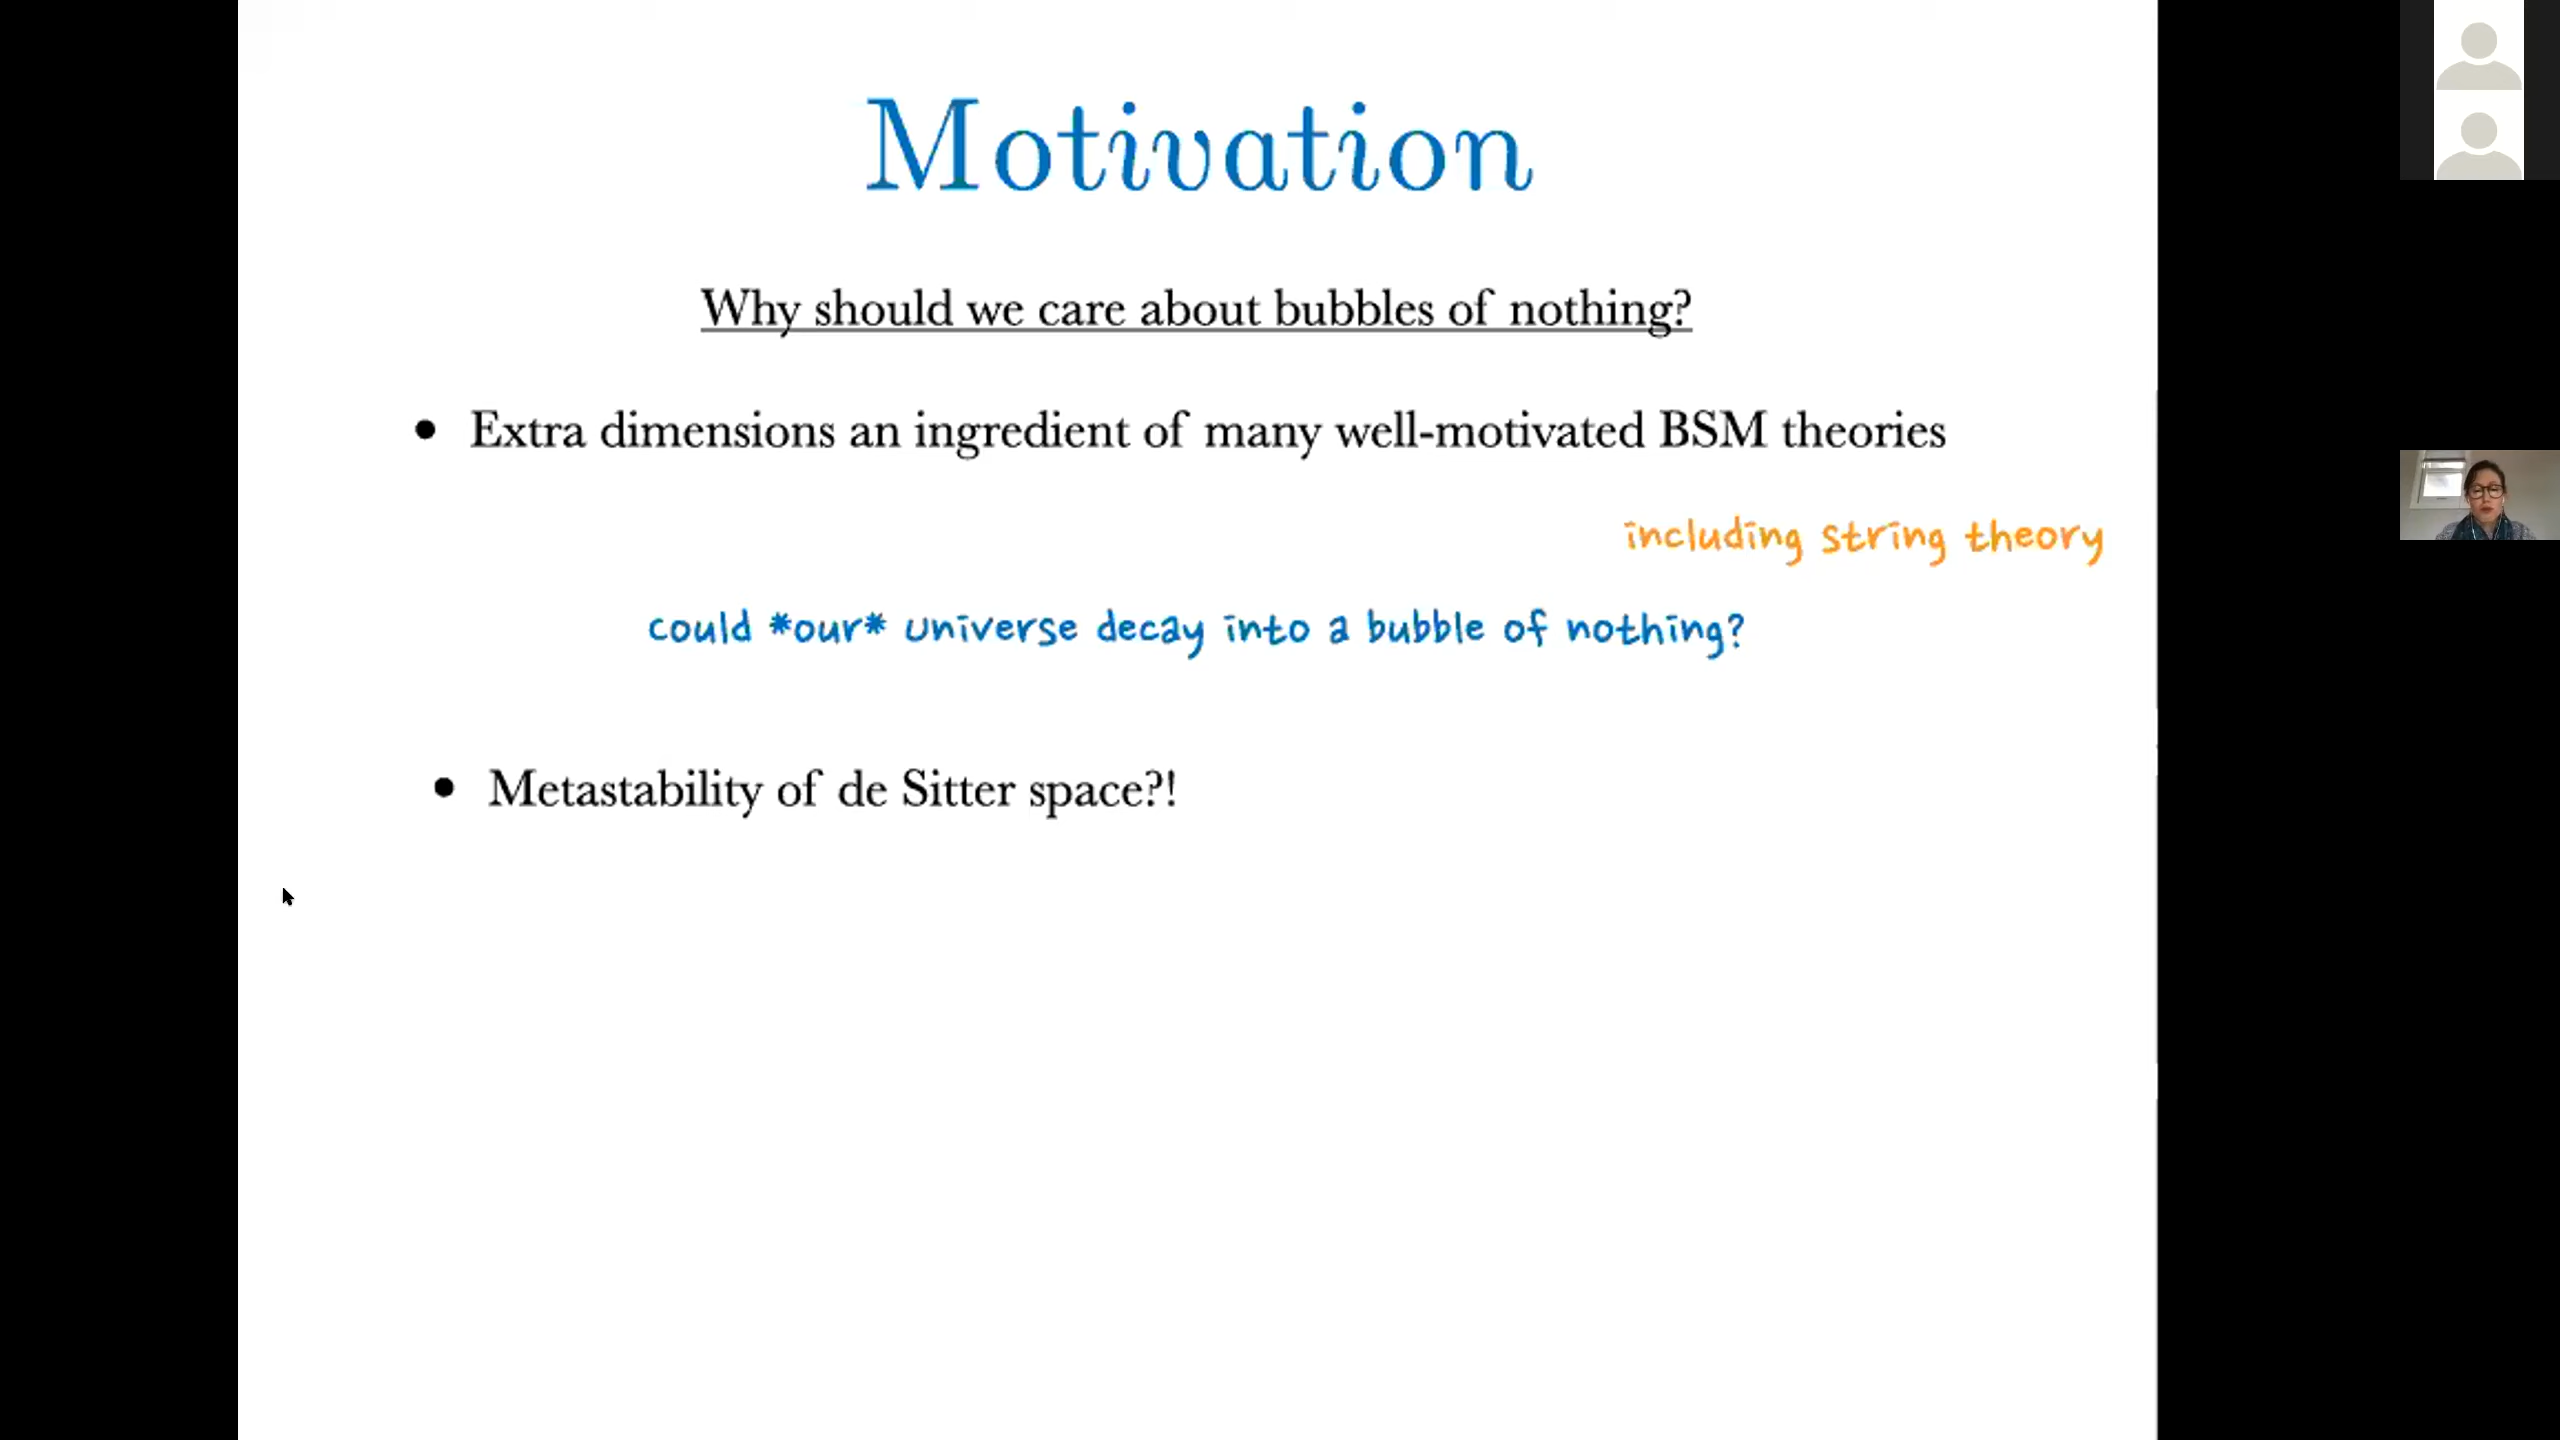 Motivation
Why should we care about bubbles of nothing?
• Extra dimensions an ingredient of many well-motivated BSM theories
including string theory
could *our* universe decay into a bubble of nothing?
• Metastability of de Sitter space?!